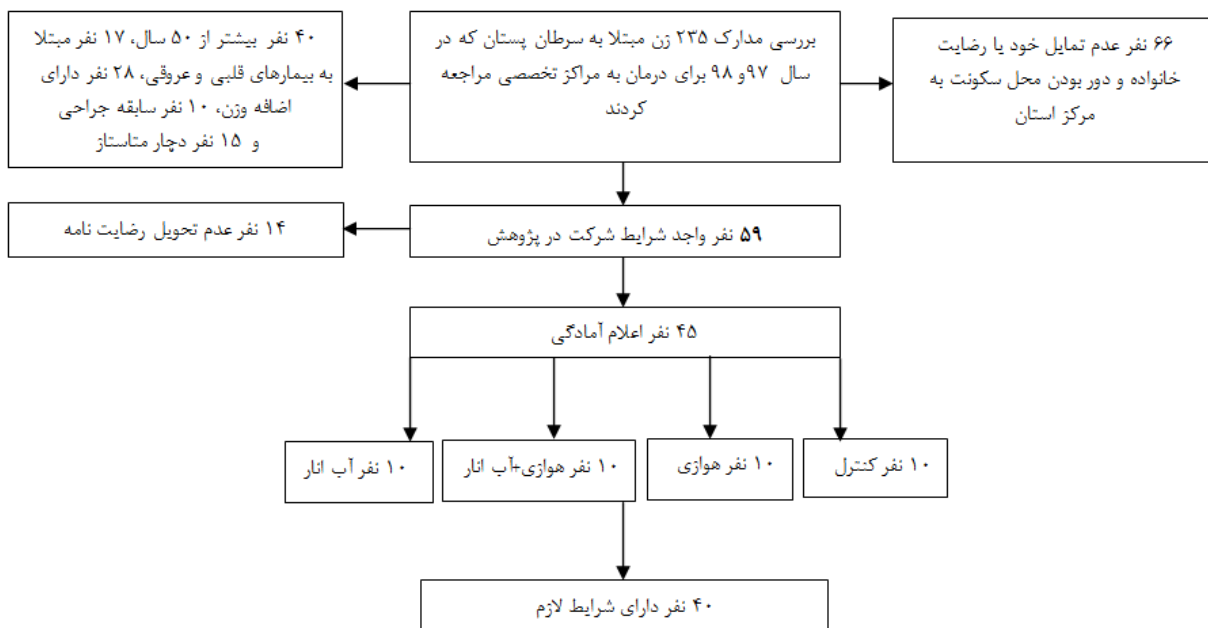 ۶۶ نفر عدم تمایل خود یا رضایت
خانواده و دور بودن محل سکونت به
مرکز استان
بررسی مدارک ۲۳۵ زن مبتلا به سرطان پستان که در
سال ۹۷و ۹۸ برای درمان به مراکز تخصصی مراجعه
کردند
۴۰ نفر بیشتر از ۵۰ سال، ۱۷ نفر مبتلا
به بیمارهای قلبی و عروقی، ۲۸ نفر دارای
اضافه وزن، ۱۰ نفر سابقه جراحی
و ۱۵ نفر دچار متاستاز
۵۹ نفر واجد شرایط شرکت در پژوهش
۱۴ نفر عدم تحویل رضایت نامه
۴۵ نفر اعلام آمادگی
۱۰ نفر کنترل
۱۰ نفر هوازی
۱۰ نفر هوازی+آب انار
۱۰ نفر آب انار
۴۰ نفر دارای شرایط لازم